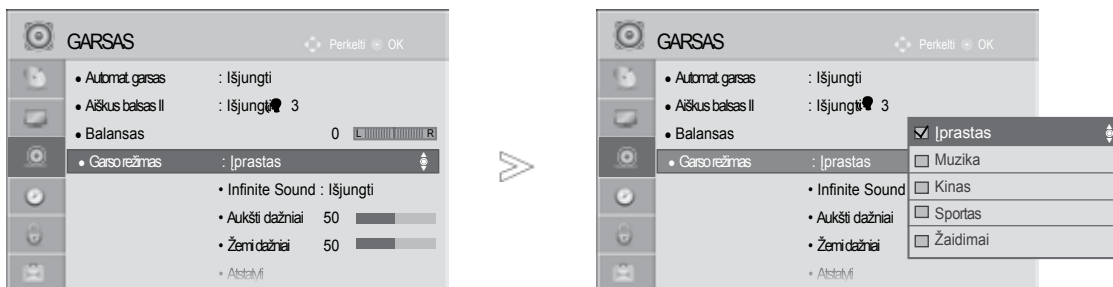 GARSAS
Perkelti OK
• Automat. garsas : Išjungti
• Aiškus balsas II : Išjungti 3
• Balansas 0 L R
• Garso režimas : Įprastas
• Infinite Sound : Išjungti
• Aukšti dažniai 50
• Žemi dažniai 50
• Atstatyti
>
GARSAS
Perkelti OK
• Automat. garsas : Išjungti
• Aiškus balsas II : Išjungti 3
• Balansas
• Garso režimas : Įprastas
• Infinite Sound
• Aukšti dažniai
• Žemi dažniai
• Atstatyti
Įprastas
Muzika
Kinas
Sportas
Žaidimai